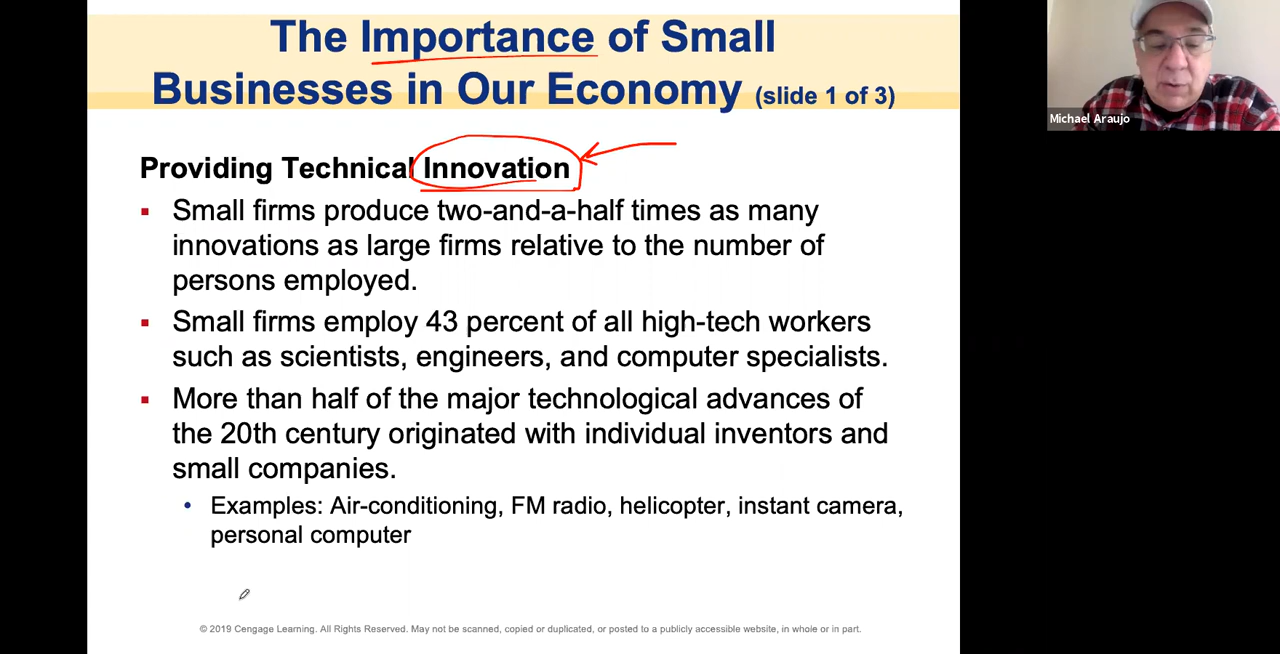 The Importance of Small
Businesses in Our Economy (slide 1 of 3)
Michael Araujo
Providing Technical Innovation
▪ Small firms produce two-and-a-half times as many
innovations as large firms relative to the number of
persons employed.
▪ Small firms employ 43 percent of all high-tech workers
such as scientists, engineers, and computer specialists.
▪ More than half of the major technological advances of
the 20th century originated with individual inventors and
small companies.
• Examples: Air-conditioning, FM radio, helicopter, instant camera,
personal computer
© 2019 Cengage Learning. All Rights Reserved. May not be scanned, copied or duplicated, or posted to a publicly accessible website, in whole or in part.